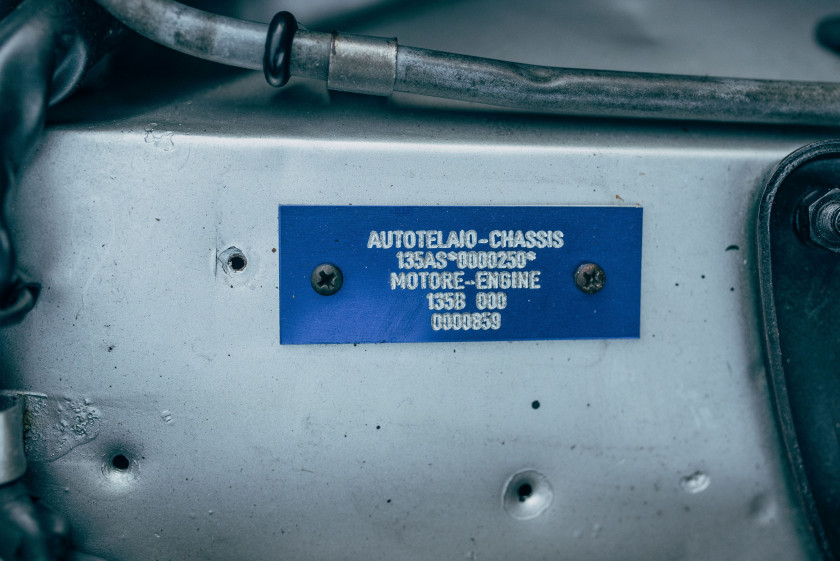 AUTOTELAIO-CHASSIS
135AS*0000250*
MOTORE-ENGINE
135B 000
0000859